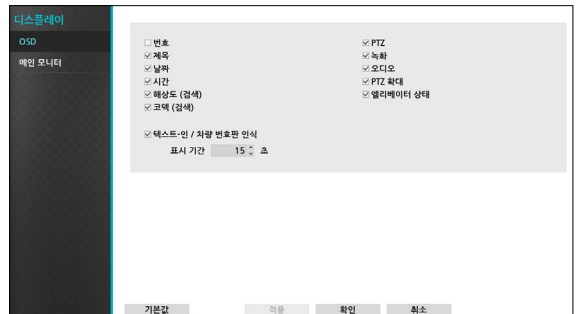 디스플레이
OSD
메인 모니터
번호
제목
날짜
시간
해상도 (검색)
코덱 (검색)
PTZ
녹화
오디오
PTZ 확대
엘리베이터 상태
텍스트-인 / 차량 번호판 인식
표시 기간 15 초
기본값 적용 확인 취소